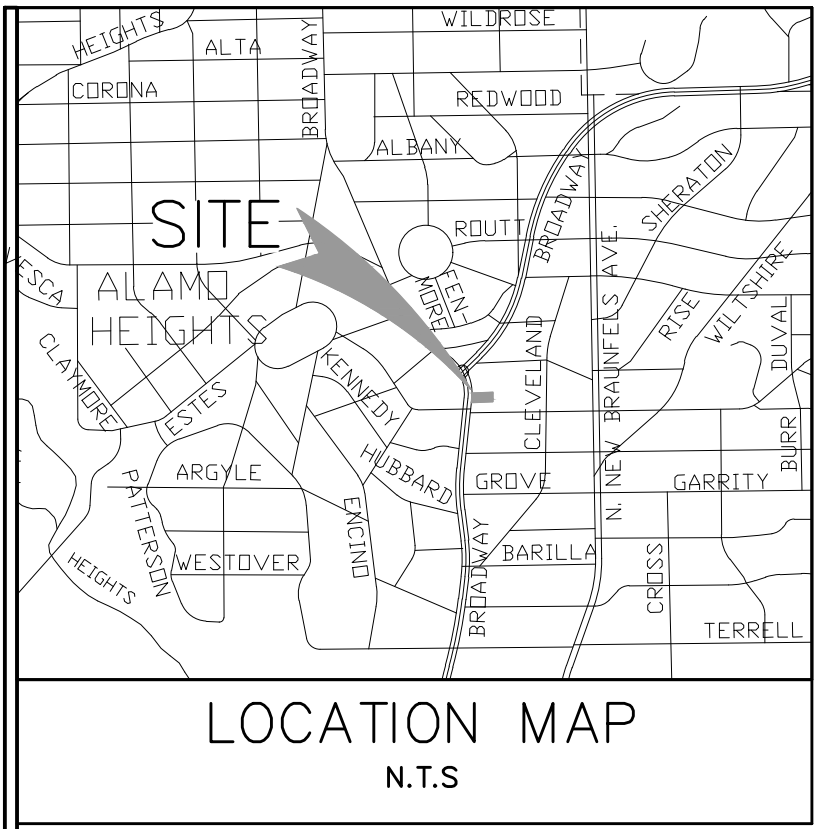 WILDROSE
HEIGHTS
ALTA
BROADWAY
CORONA
REDWOOD
ALBANY
SHERATON
BROADWAY
SITE
ROUTT
N. NEW BRAUNFELS AVE.
WILTSHIRE
VESCA
ALAMO
HEIGHTS
FEN-
MORE
RISE
DUVAL
CLAYMORE
KENNEDY
CLEVELAND
ESTES
BURR
HUBBARD
ARGYLE
GROVE
GARRITY
PATTERSON
ENCINO
BROADWAY
BARILLA
CROSS
HEIGHTS
WESTOVER
TERRELL
LOCATION MAP
N.T.S